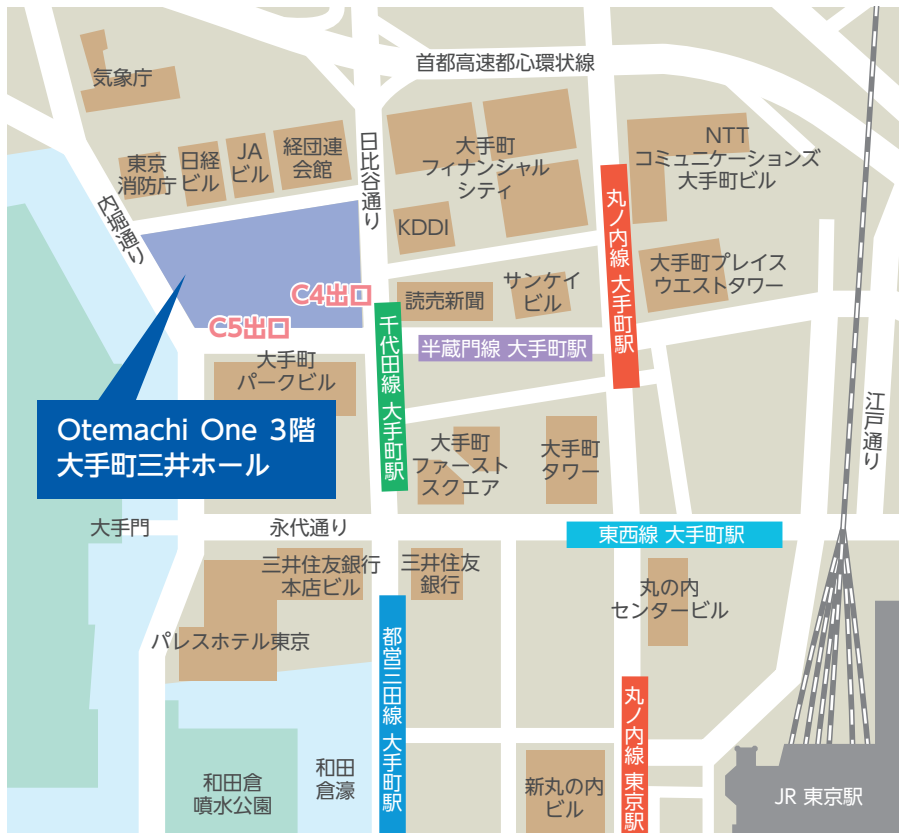 首都高速都心環状線
気象庁
日比谷通り
東京
消防庁
日経
ビル
JA
ビル
経団連
会館
大手町
フィナンシャル
シティ
NTT
コミュニケーションズ
大手町ビル
内堀通り
KDDI
丸ノ内線 大手町駅
大手町プレイス
ウエストタワー
C4出口
読売新聞
サンケイ
ビル
C5出口
千代田線 大手町駅
半蔵門線 大手町駅
大手町
パークビル
江戸通り
Otemachi One 3階
大手町三井ホール
大手町
ファースト
スクエア
大手町
タワー
大手門
永代通り
東西線 大手町駅
三井住友銀行
本店ビル
三井住友
銀行
丸の内
センタービル
パレスホテル東京
都営三田線 大手町駅
丸ノ内線 東京駅
和田倉
噴水公園
和田
倉濠
新丸の内
ビル
JR 東京駅